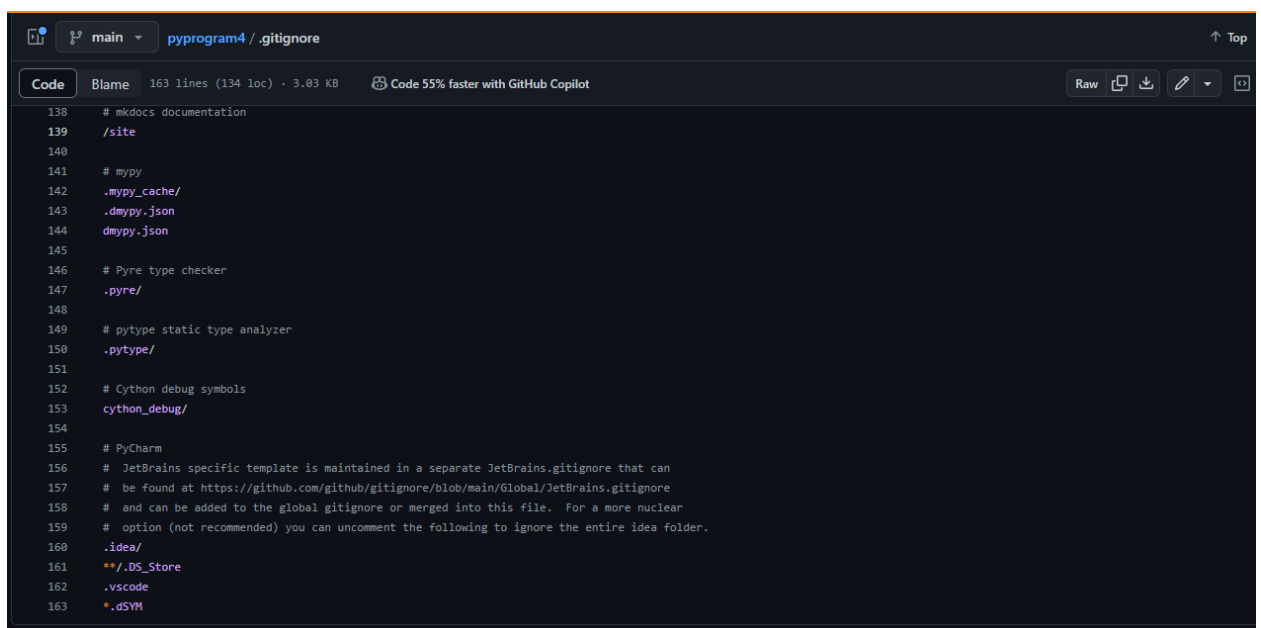 main pyprogram4 / .gitignore Top
Code Blame 163 lines (134 loc) · 3.03 KB Code 55% faster with GitHub Copilot Raw
138 # mkdocs documentation
139 /site
140
141 # mypy
142 .mypy_cache/
143 .dmypy.json
144 dmypy.json
145
146 # Pyre type checker
147 .pyre/
148
149 # pytype static type analyzer
150 .pytype/
151
152 # Cython debug symbols
153 cython_debug/
154
155 # PyCharm
156 #  JetBrains specific template is maintained in a separate JetBrains.gitignore that can
157 #  be found at https://github.com/github/gitignore/blob/main/Global/JetBrains.gitignore
158 #  and can be added to the global gitignore or merged into this file.  For a more nuclear
159 #  option (not recommended) you can uncomment the following to ignore the entire idea folder.
160 .idea/
161 **/.DS_Store
162 .vscode
163 *.dSYM